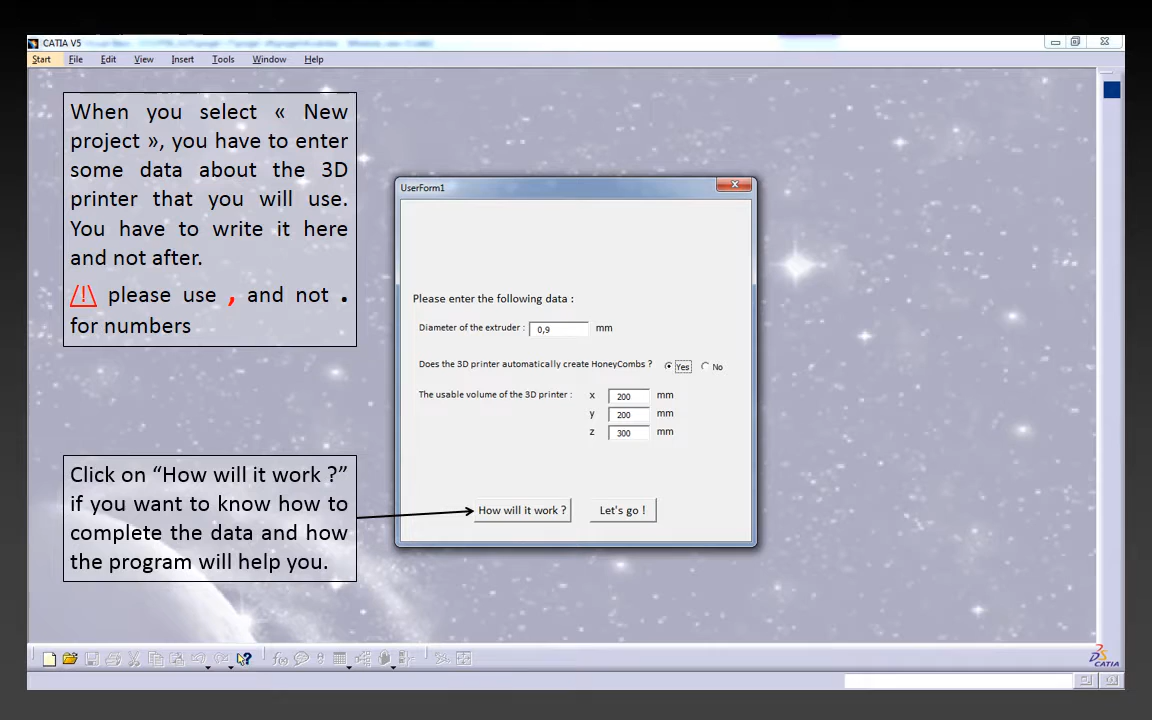 CATIA V5
Start File Edit View Insert Tools Window Help
When you select « New
project », you have to enter
some data about the 3D
printer that you will use.
You have to write it here
and not after.
/!\ please use , and not .
for numbers
Click on “How will it work ?”
if you want to know how to
complete the data and how
the program will help you.
UserForm1
Please enter the following data :
Diameter of the extruder : 0,9 mm
Does the 3D printer automatically create HoneyCombs ? Yes No
The usable volume of the 3D printer : x 200 mm
y 200 mm
z 300 mm
How will it work ? Let's go !
CATIA